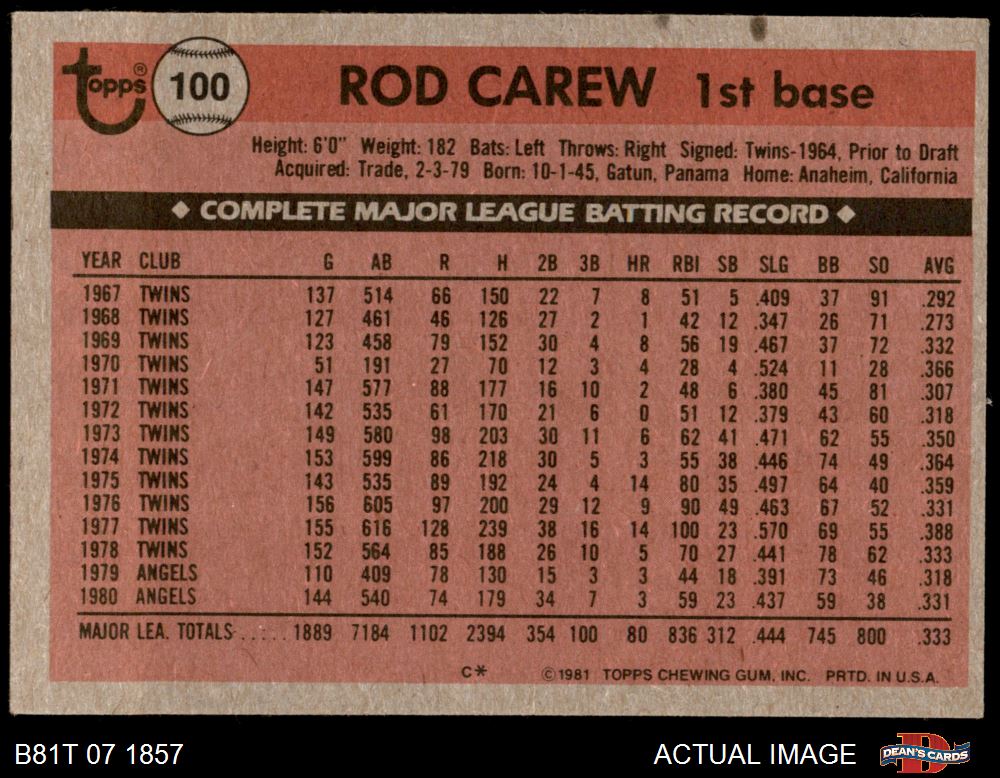 Topps® 100 ROD CAREW 1st base
Height: 6'0" Weight: 182 Bats: Left Throws: Right Signed: Twins-1964, Prior to Draft
Acquired: Trade, 2-3-79 Born: 10-1-45, Gatun, Panama Home: Anaheim, California
◆ COMPLETE MAJOR LEAGUE BATTING RECORD ◆
YEAR CLUB G AB R H 2B 3B HR RBI SB SLG BB SO AVG
1967 TWINS 137 514 66 150 22 7 8 51 5 .409 37 91 .292
1968 TWINS 127 461 46 126 27 2 1 42 12 .347 26 71 .273
1969 TWINS 123 458 79 152 30 4 8 56 19 .467 37 72 .332
1970 TWINS 51 191 27 70 12 3 4 28 4 .524 11 28 .366
1971 TWINS 147 577 88 177 16 10 2 48 6 .380 45 81 .307
1972 TWINS 142 535 61 170 21 6 0 51 12 .379 43 60 .318
1973 TWINS 149 580 98 203 30 11 6 62 41 .471 62 55 .350
1974 TWINS 153 599 86 218 30 5 3 55 38 .446 74 49 .364
1975 TWINS 143 535 89 192 24 4 14 80 35 .497 64 40 .359
1976 TWINS 156 605 97 200 29 12 9 90 49 .463 67 52 .331
1977 TWINS 155 616 128 239 38 16 14 100 23 .570 69 55 .388
1978 TWINS 152 564 85 188 26 10 5 70 27 .441 78 62 .333
1979 ANGELS 110 409 78 130 15 3 3 44 18 .391 73 46 .318
1980 ANGELS 144 540 74 179 34 7 3 59 23 .437 59 38 .331
MAJOR LEA. TOTALS..... 1889 7184 1102 2394 354 100 80 836 312 .444 745 800 .333
C* ©1981 TOPPS CHEWING GUM, INC. PRTD. IN U.S.A.
B81T 07 1857 ACTUAL IMAGE DEAN'S CARDS